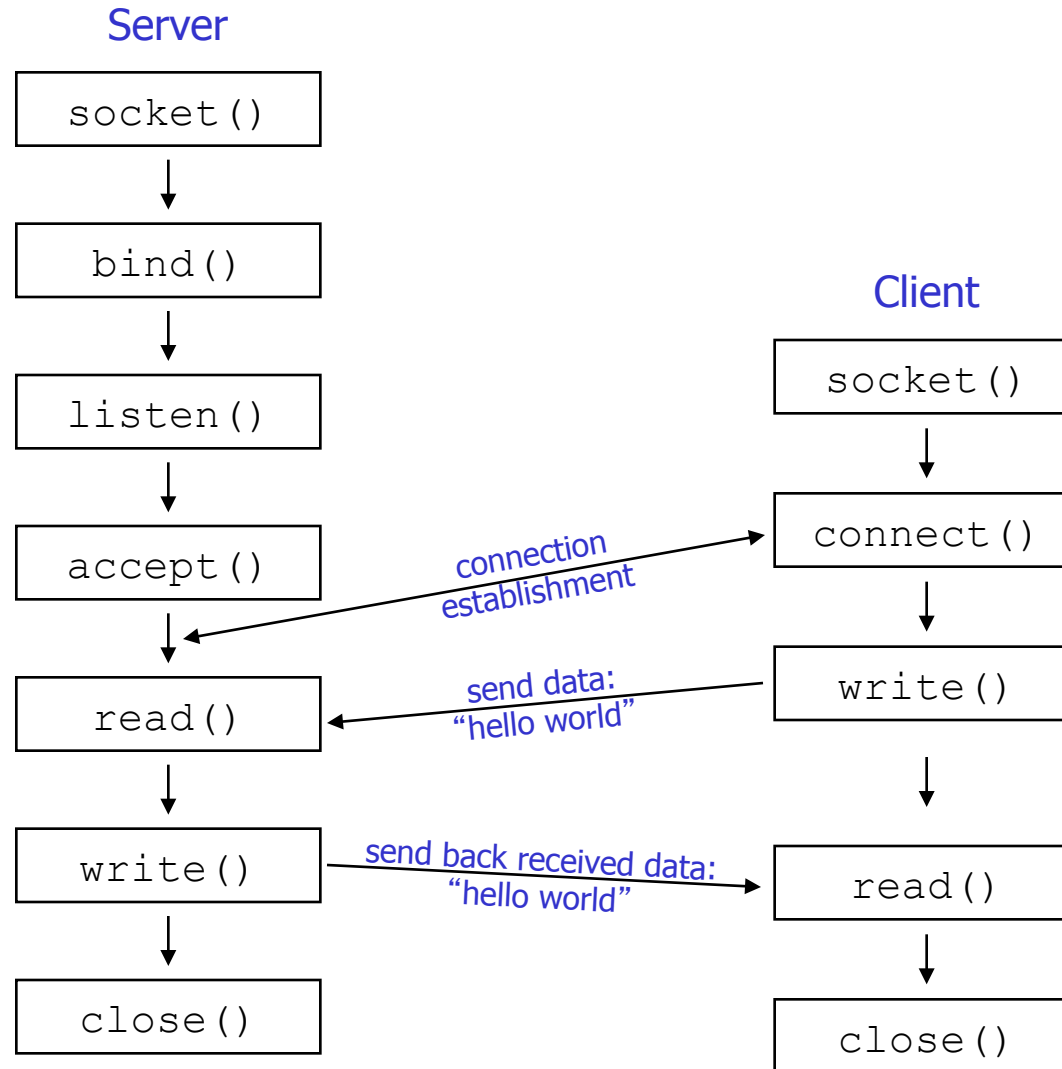 Server
socket()
bind()
listen()
accept()
read()
write()
close()
connection
establishment
send data:
“hello world”
send back received data:
“hello world”
Client
socket()
connect()
write()
read()
close()